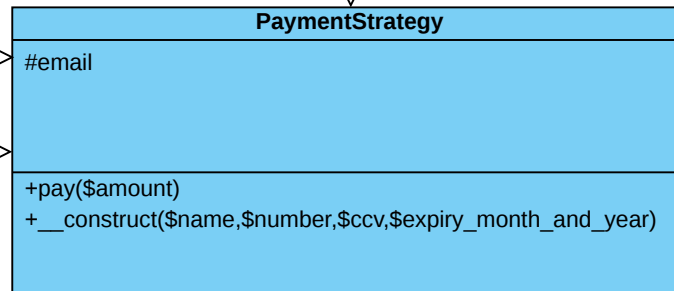 PaymentStrategy
#email
+pay($amount)
+__construct($name,$number,$ccv,$expiry_month_and_year)